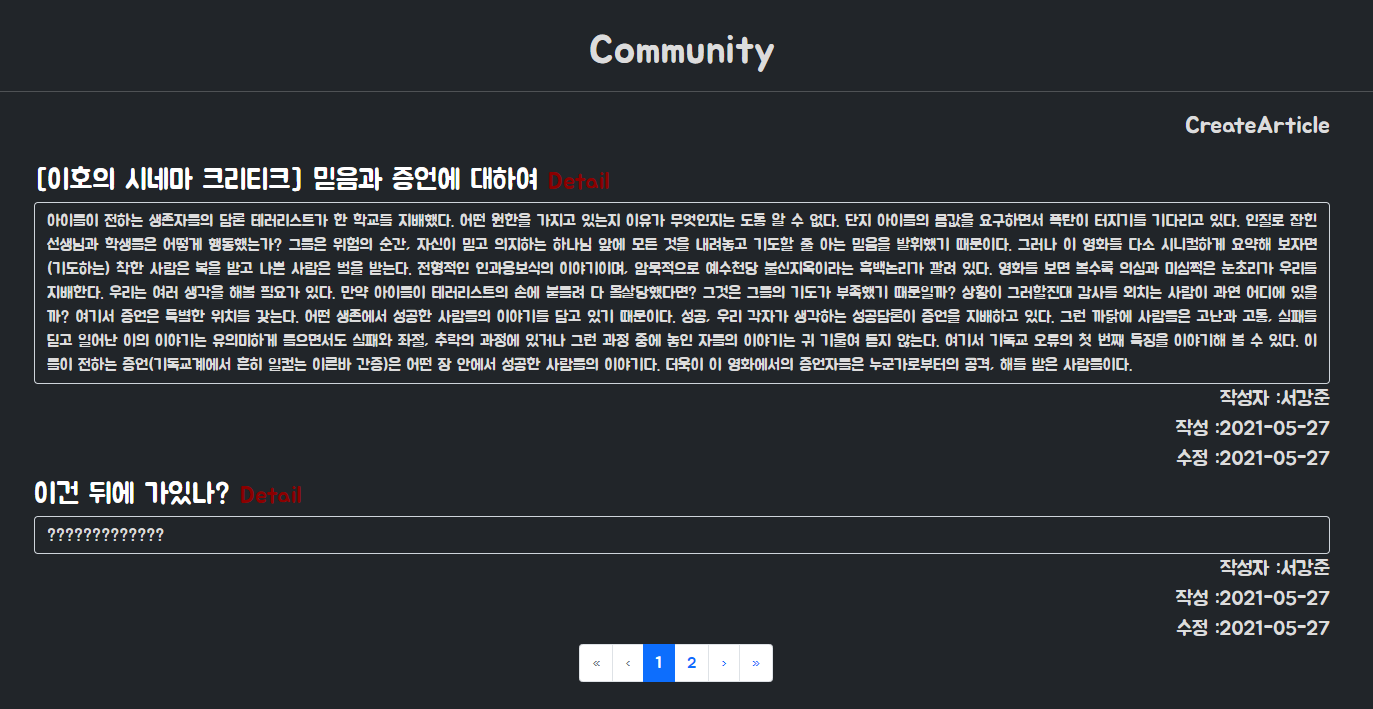 Community
CreateArticle
[이호의 시네마 크리티크] 믿음과 증언에 대하여 Detail
아이들이 전하는 생존자들의 담론 테러리스트가 한 학교를 지배했다. 어떤 원한을 가지고 있는지 이유가 무엇인지는 도통 알 수 없다. 단지 아이들의 몸값을 요구하면서 폭탄이 터지기를 기다리고 있다. 인질로 잡힌
선생님과 학생들은 어떻게 행동했는가? 그들은 위험의 순간, 자신이 믿고 의지하는 하나님 앞에 모든 것을 내려놓고 기도할 줄 아는 믿음을 발휘했기 때문이다. 그러나 이 영화를 다소 시니컬하게 요약해 보자면
(기도하는) 착한 사람은 복을 받고 나쁜 사람은 벌을 받는다. 전형적인 인과응보식의 이야기이며, 암묵적으로 예수천당 불신지옥이라는 흑백논리가 깔려 있다. 영화를 보면 볼수록 의심과 미심쩍은 눈초리가 우리를
지배한다. 우리는 여러 생각을 해볼 필요가 있다. 만약 아이들이 테러리스트의 손에 붙들려 다 몰살당했다면? 그것은 그들의 기도가 부족했기 때문일까? 상황이 그러할진대 감사를 외치는 사람이 과연 어디에 있을
까? 여기서 증언은 특별한 위치를 갖는다. 어떤 생존에서 성공한 사람들의 이야기를 담고 있기 때문이다. 성공, 우리 각자가 생각하는 성공담론이 증언을 지배하고 있다. 그런 까닭에 사람들은 고난과 고통, 실패를
딛고 일어난 이의 이야기는 유의미하게 들으면서도 실패와 좌절, 추락의 과정에 있거나 그런 과정 중에 놓인 자들의 이야기는 귀 기울여 듣지 않는다. 여기서 기독교 오류의 첫 번째 특징을 이야기해 볼 수 있다. 이
들이 전하는 증언(기독교계에서 흔히 일컫는 이른바 간증)은 어떤 장 안에서 성공한 사람들의 이야기다. 더욱이 이 영화에서의 증언자들은 누군가로부터의 공격, 해를 받은 사람들이다.
작성자 :서강준
작성 :2021-05-27
수정 :2021-05-27
이건 뒤에 가있나? Detail
?????????????
작성자 :서강준
작성 :2021-05-27
수정 :2021-05-27
« ‹ 1 2 › »